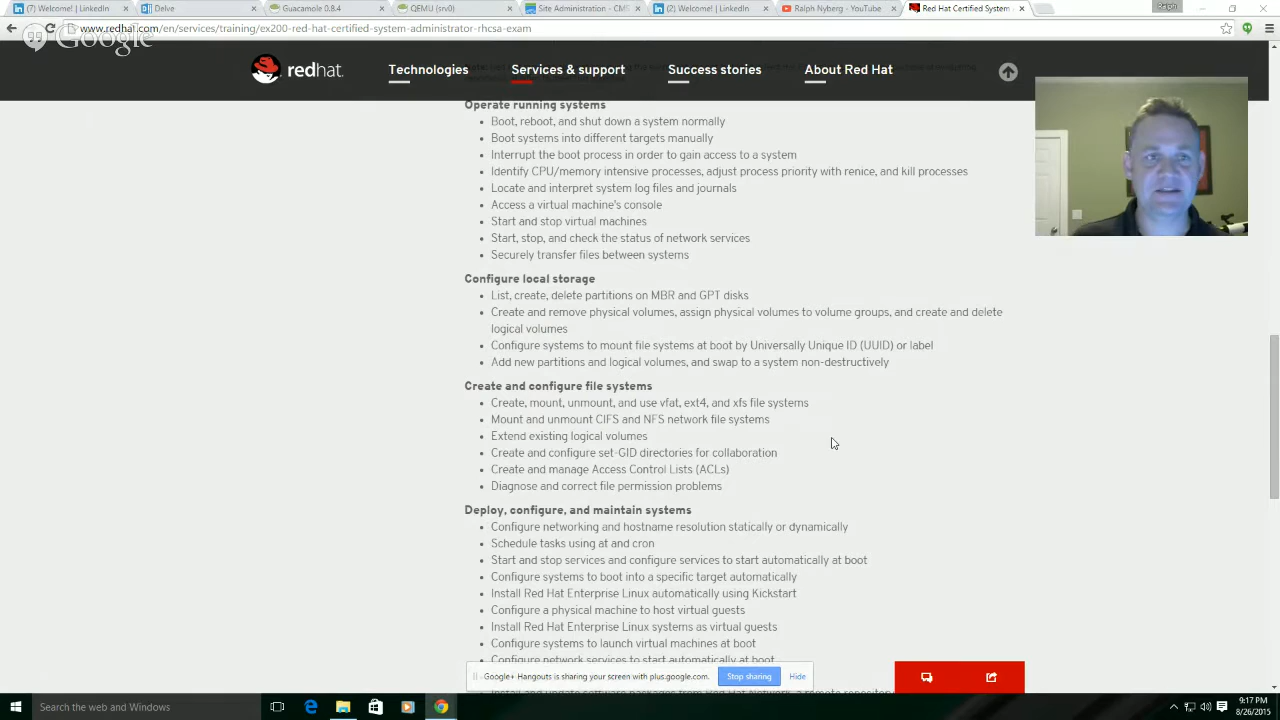 (7) Welcome! | LinkedIn
Delve
Guacamole 0.8.4
QEMU (srv0)
Site Administration - CMS
(2) Welcome! | LinkedIn
Ralph Nyberg - YouTube
Red Hat Certified System
Ralph
www.redhat.com/en/services/training/ex200-red-hat-certified-system-administrator-rhcsa-exam
Google
redhat.
Technologies
Services & support
Success stories
About Red Hat
Operate running systems
Boot, reboot, and shut down a system normally
Boot systems into different targets manually
Interrupt the boot process in order to gain access to a system
Identify CPU/memory intensive processes, adjust process priority with renice, and kill processes
Locate and interpret system log files and journals
Access a virtual machine's console
Start and stop virtual machines
Start, stop, and check the status of network services
Securely transfer files between systems
Configure local storage
List, create, delete partitions on MBR and GPT disks
Create and remove physical volumes, assign physical volumes to volume groups, and create and delete
logical volumes
Configure systems to mount file systems at boot by Universally Unique ID (UUID) or label
Add new partitions and logical volumes, and swap to a system non-destructively
Create and configure file systems
Create, mount, unmount, and use vfat, ext4, and xfs file systems
Mount and unmount CIFS and NFS network file systems
Extend existing logical volumes
Create and configure set-GID directories for collaboration
Create and manage Access Control Lists (ACLs)
Diagnose and correct file permission problems
Deploy, configure, and maintain systems
Configure networking and hostname resolution statically or dynamically
Schedule tasks using at and cron
Start and stop services and configure services to start automatically at boot
Configure systems to boot into a specific target automatically
Install Red Hat Enterprise Linux automatically using Kickstart
Configure a physical machine to host virtual guests
Install Red Hat Enterprise Linux systems as virtual guests
Configure systems to launch virtual machines at boot
Configure network services to start automatically at boot
Google+ Hangouts is sharing your screen with plus.google.com.
Stop sharing
Hide
Install and update software packages from Red Hat Network, a remote repository
Search the web and Windows
9:17 PM
8/26/2015